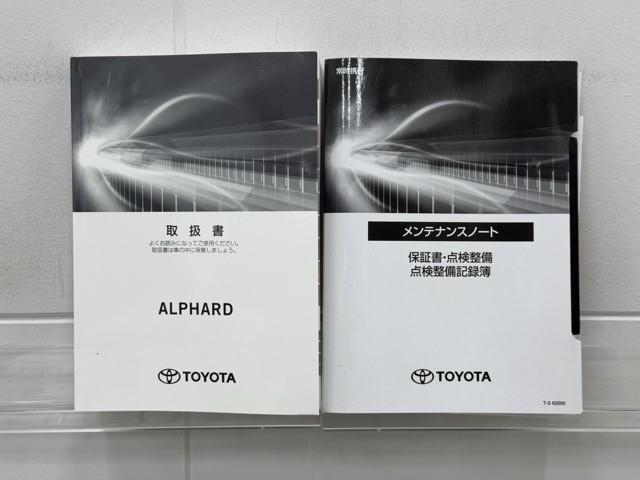 取扱書
よくお読みになってご使用ください。
取扱書は車の中に保管しましょう。
ALPHARD
TOYOTA
常時携行
メンテナンスノート
保証書・点検整備
点検整備記録簿
TOYOTA